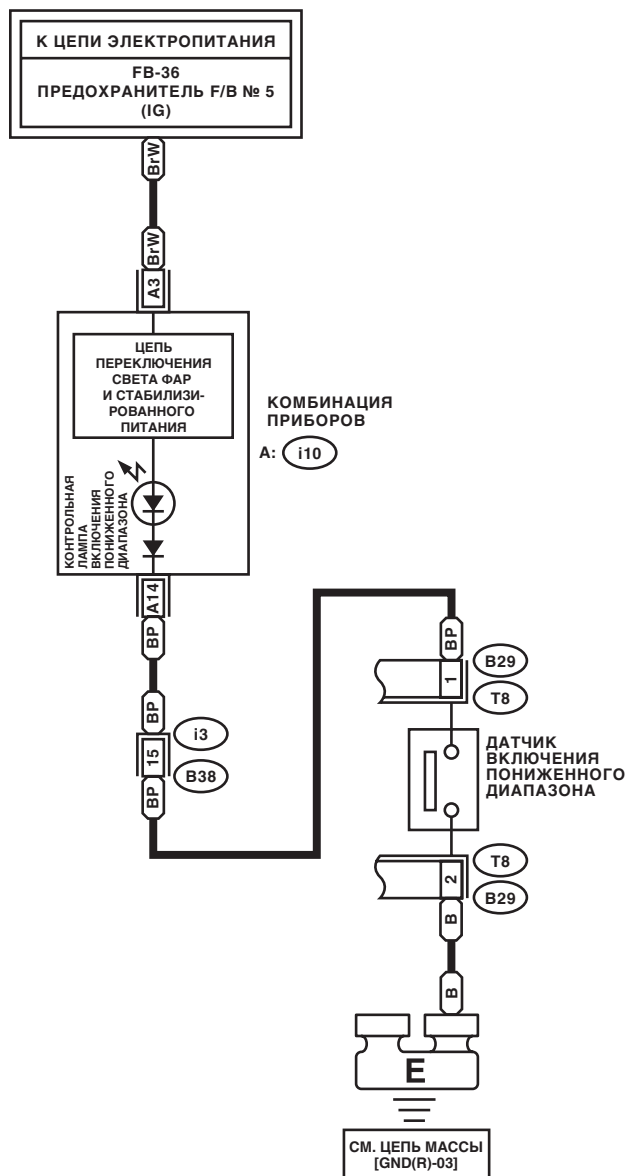 К ЦЕПИ ЭЛЕКТРОПИТАНИЯ
FB-36
ПРЕДОХРАНИТЕЛЬ F/B № 5
(IG)
BrW
BrW
A3
ЦЕПЬ
ПЕРЕКЛЮЧЕНИЯ
СВЕТА ФАР
И СТАБИЛИЗИ-
РОВАННОГО
ПИТАНИЯ
КОМБИНАЦИЯ
ПРИБОРОВ
A: i10
КОНТРОЛЬНАЯ
ЛАМПА
ВКЛЮЧЕНИЯ
ПОНИЖЕННОГО
ДИАПАЗОНА
A14
BP
BP
i3
15
B38
BP
BP
B29
1
T8
ДАТЧИК
ВКЛЮЧЕНИЯ
ПОНИЖЕННОГО
ДИАПАЗОНА
T8
2
B29
B
B
E
СМ. ЦЕПЬ МАССЫ
[GND(R)-03]